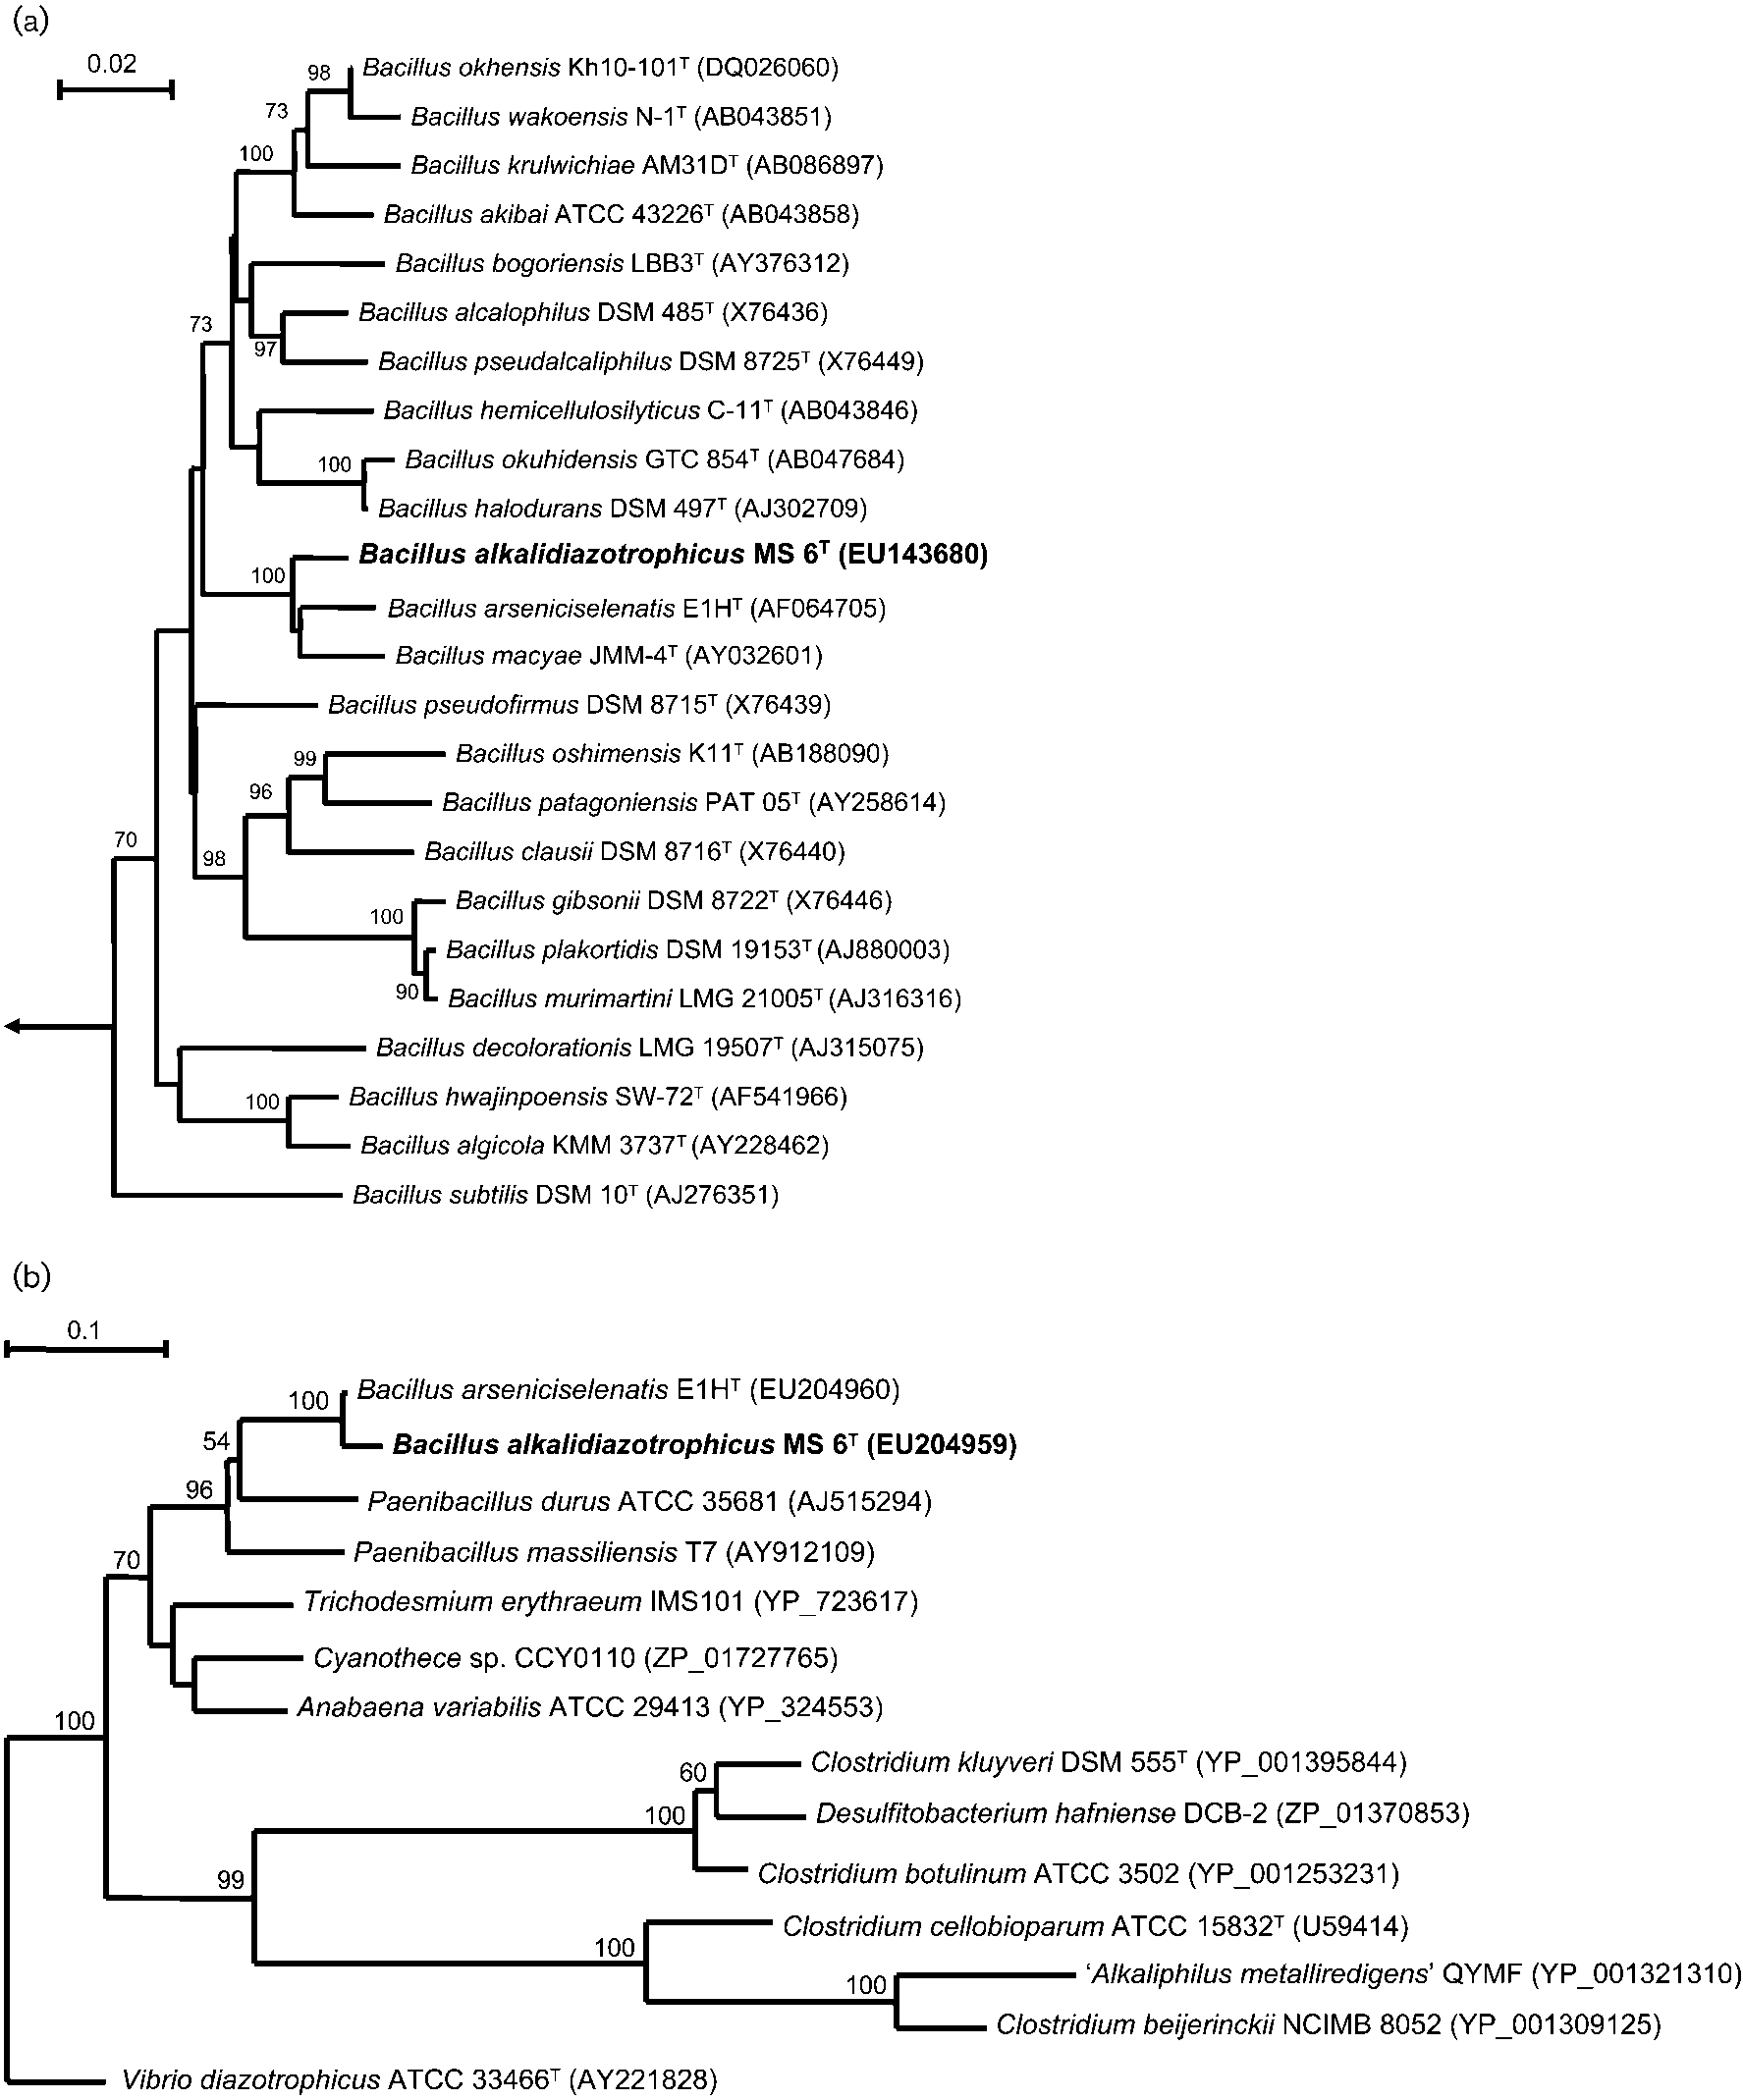 (a)
0.02
98
Bacillus okhensis Kh10-101ᵀ (DQ026060)
73
Bacillus wakoensis N-1ᵀ (AB043851)
100
Bacillus krulwichiae AM31Dᵀ (AB086897)
Bacillus akibai ATCC 43226ᵀ (AB043858)
Bacillus bogoriensis LBB3ᵀ (AY376312)
Bacillus alcalophilus DSM 485ᵀ (X76436)
73
97
Bacillus pseudalcaliphilus DSM 8725ᵀ (X76449)
Bacillus hemicellulosilyticus C-11ᵀ (AB043846)
100
Bacillus okuhidensis GTC 854ᵀ (AB047684)
Bacillus halodurans DSM 497ᵀ (AJ302709)
Bacillus alkalidiazotrophicus MS 6ᵀ (EU143680)
100
Bacillus arseniciselenatis E1Hᵀ (AF064705)
Bacillus macyae JMM-4ᵀ (AY032601)
Bacillus pseudofirmus DSM 8715ᵀ (X76439)
99
Bacillus oshimensis K11ᵀ (AB188090)
96
Bacillus patagoniensis PAT 05ᵀ (AY258614)
70
98
Bacillus clausii DSM 8716ᵀ (X76440)
100
Bacillus gibsonii DSM 8722ᵀ (X76446)
Bacillus plakortidis DSM 19153ᵀ (AJ880003)
90
Bacillus murimartini LMG 21005ᵀ (AJ316316)
Bacillus decolorationis LMG 19507ᵀ (AJ315075)
100
Bacillus hwajinpoensis SW-72ᵀ (AF541966)
Bacillus algicola KMM 3737ᵀ (AY228462)
Bacillus subtilis DSM 10ᵀ (AJ276351)
(b)
0.1
100
Bacillus arseniciselenatis E1Hᵀ (EU204960)
54
Bacillus alkalidiazotrophicus MS 6ᵀ (EU204959)
96
Paenibacillus durus ATCC 35681 (AJ515294)
70
Paenibacillus massiliensis T7 (AY912109)
Trichodesmium erythraeum IMS101 (YP_723617)
Cyanothece sp. CCY0110 (ZP_01727765)
Anabaena variabilis ATCC 29413 (YP_324553)
100
60
Clostridium kluyveri DSM 555ᵀ (YP_001395844)
100
Desulfitobacterium hafniense DCB-2 (ZP_01370853)
99
Clostridium botulinum ATCC 3502 (YP_001253231)
100
Clostridium cellobioparum ATCC 15832ᵀ (U59414)
100
‘Alkaliphilus metalliredigens’ QYMF (YP_001321310)
Clostridium beijerinckii NCIMB 8052 (YP_001309125)
Vibrio diazotrophicus ATCC 33466ᵀ (AY221828)